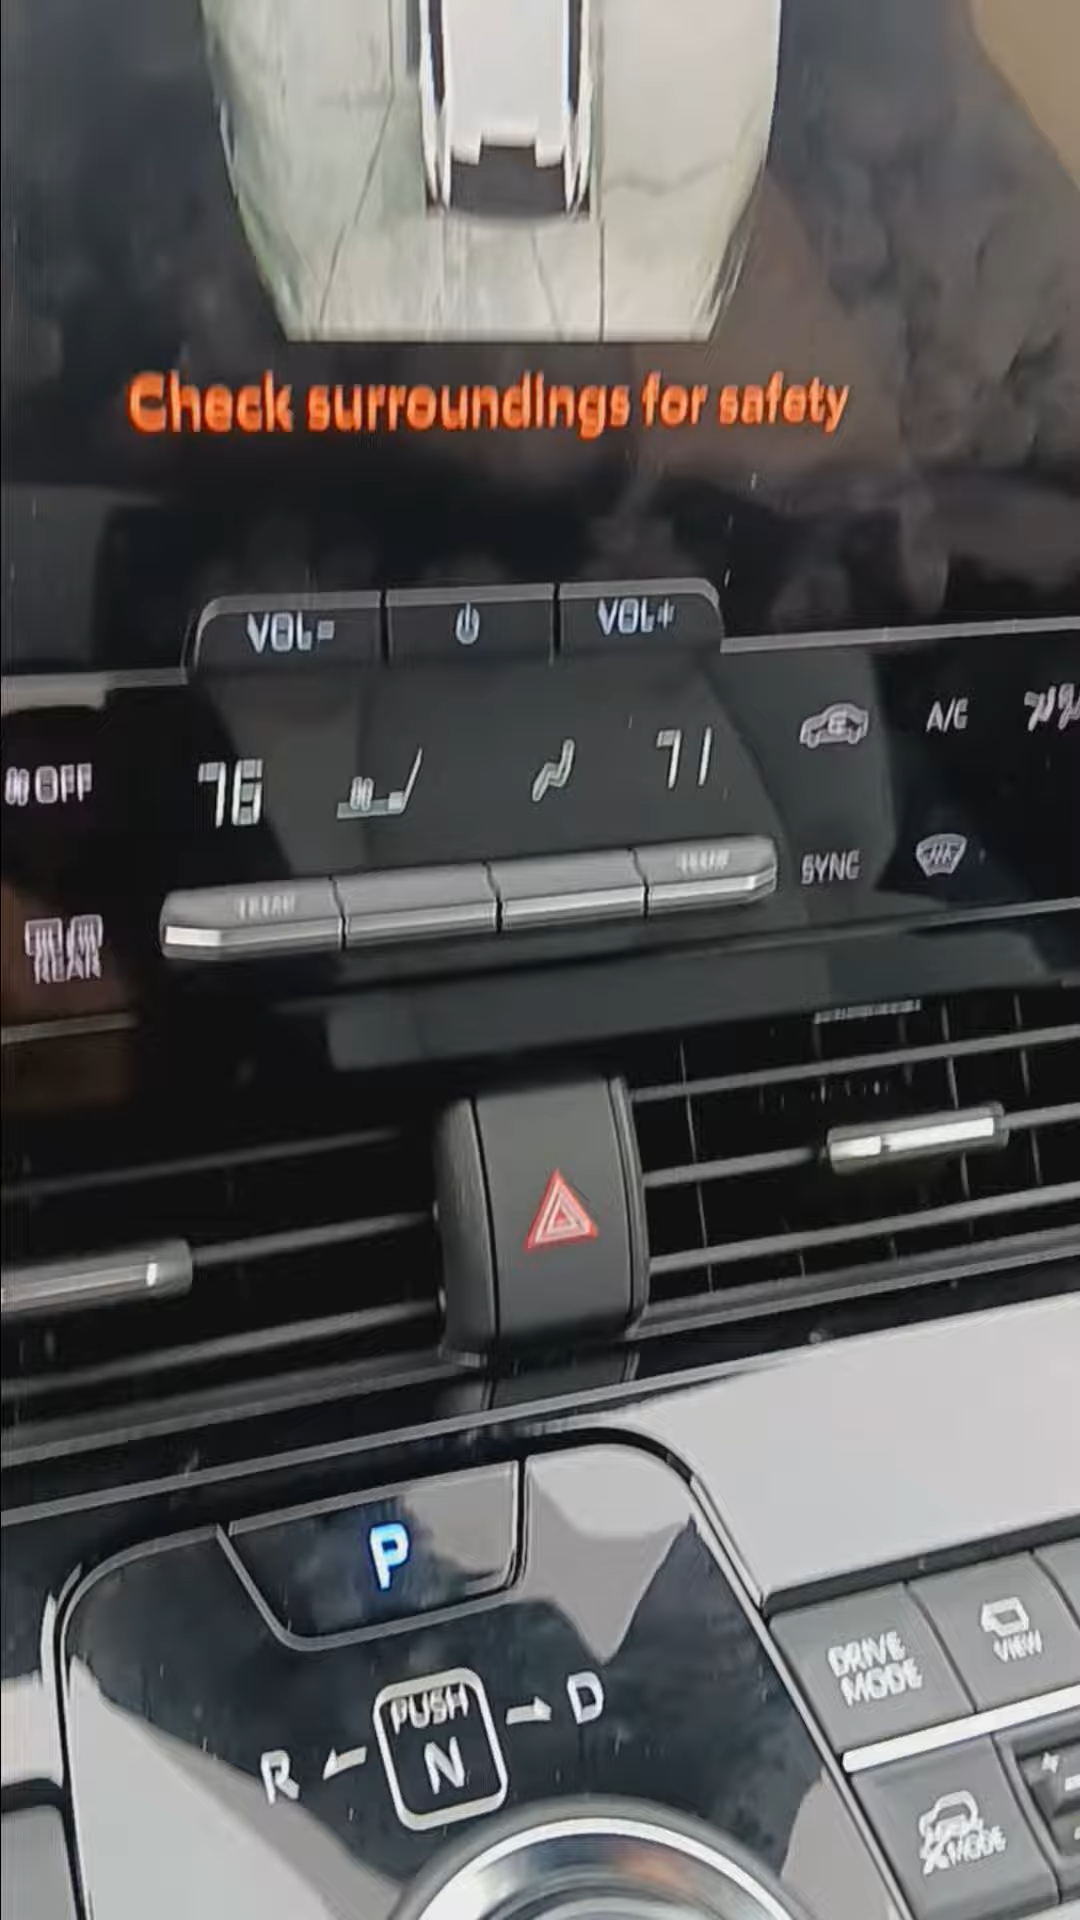 Check surroundings for safety
VOL-
VOL+
OFF
76
71
A/C
SYNC
REAR
P
PUSH
N
R
D
DRIVE
MODE
VIEW
MODE